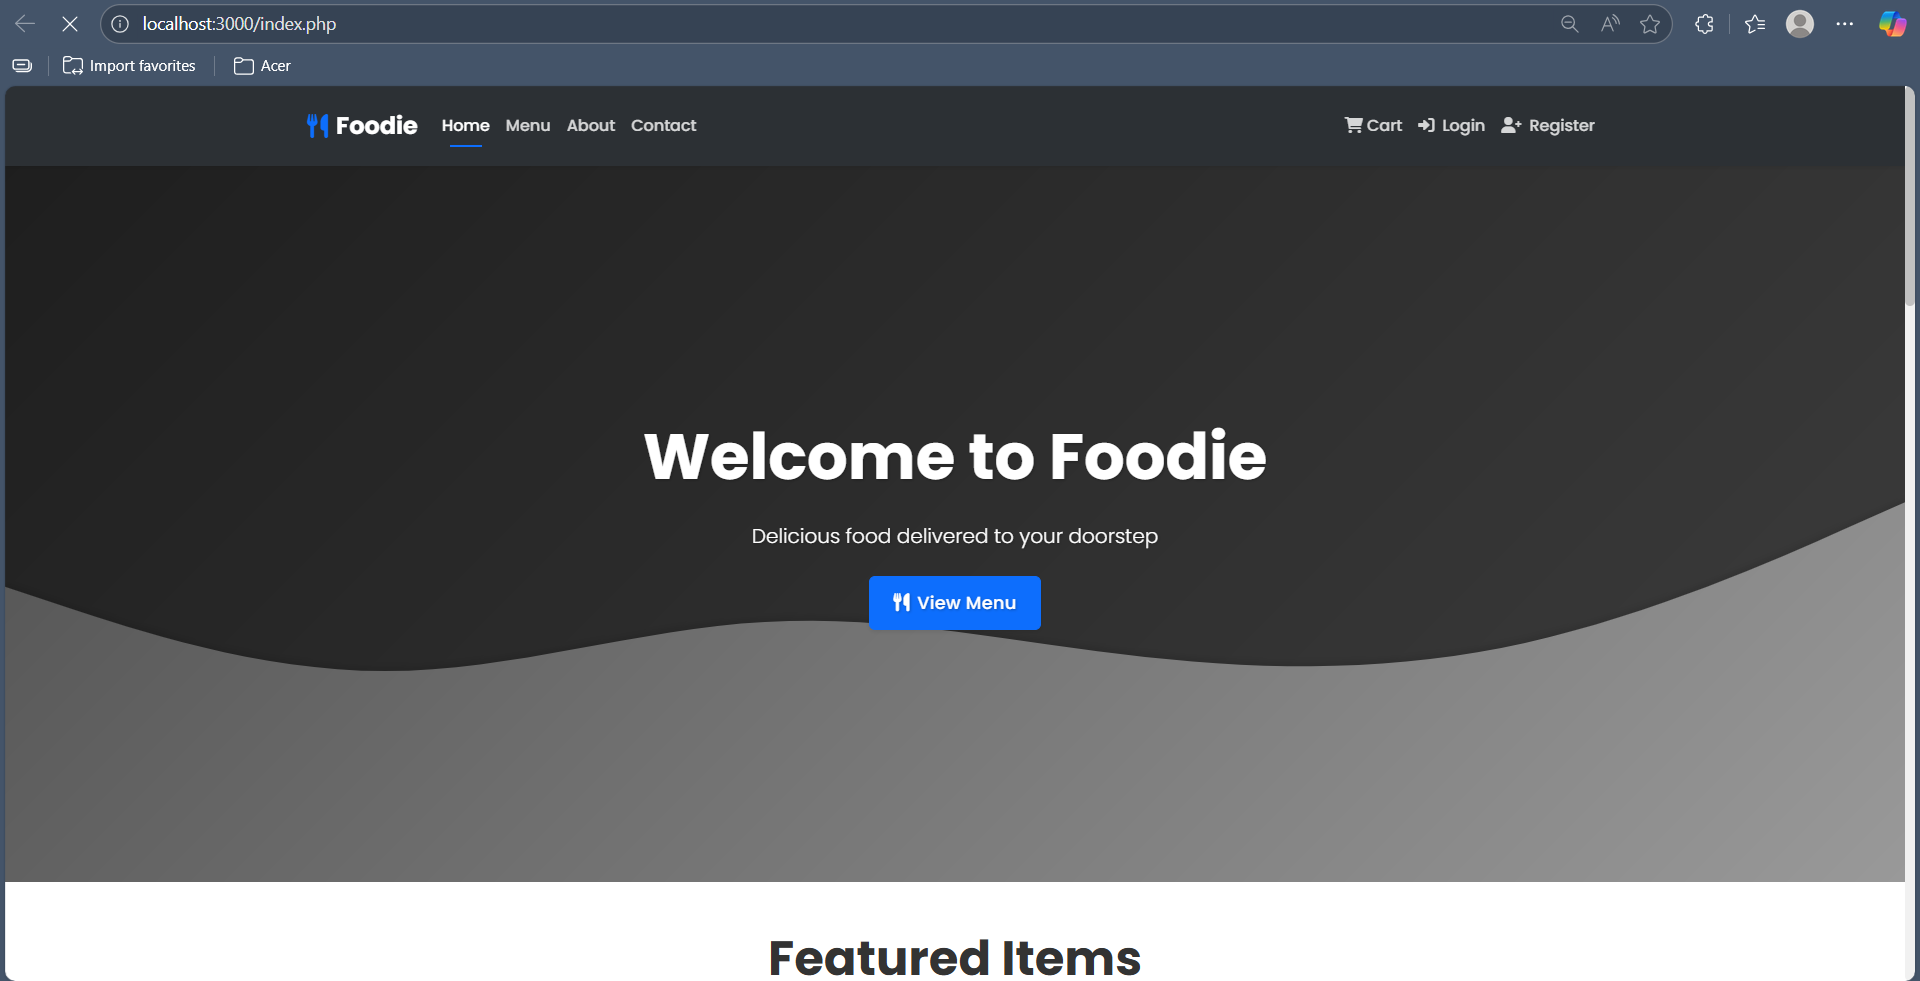 localhost:3000/index.php
Import favorites
Acer
Foodie
Home
Menu
About
Contact
Cart
Login
Register
Welcome to Foodie
Delicious food delivered to your doorstep
View Menu
Featured Items